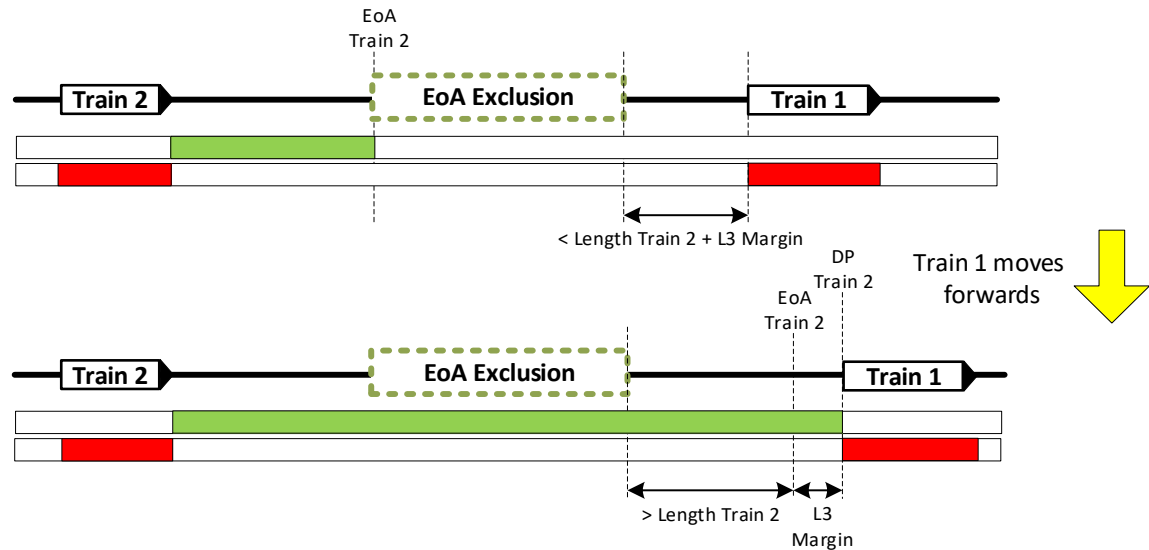 EoA
Train 2
Train 2
EoA Exclusion
Train 1
< Length Train 2 + L3 Margin
Train 1 moves
forwards
DP
Train 2
EoA
Train 2
Train 2
EoA Exclusion
Train 1
> Length Train 2
L3
Margin